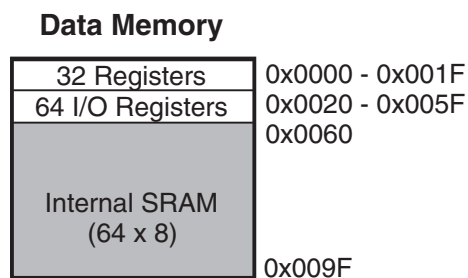 Data Memory
32 Registers 0x0000 - 0x001F
64 I/O Registers 0x0020 - 0x005F
0x0060
Internal SRAM
(64 x 8)
0x009F